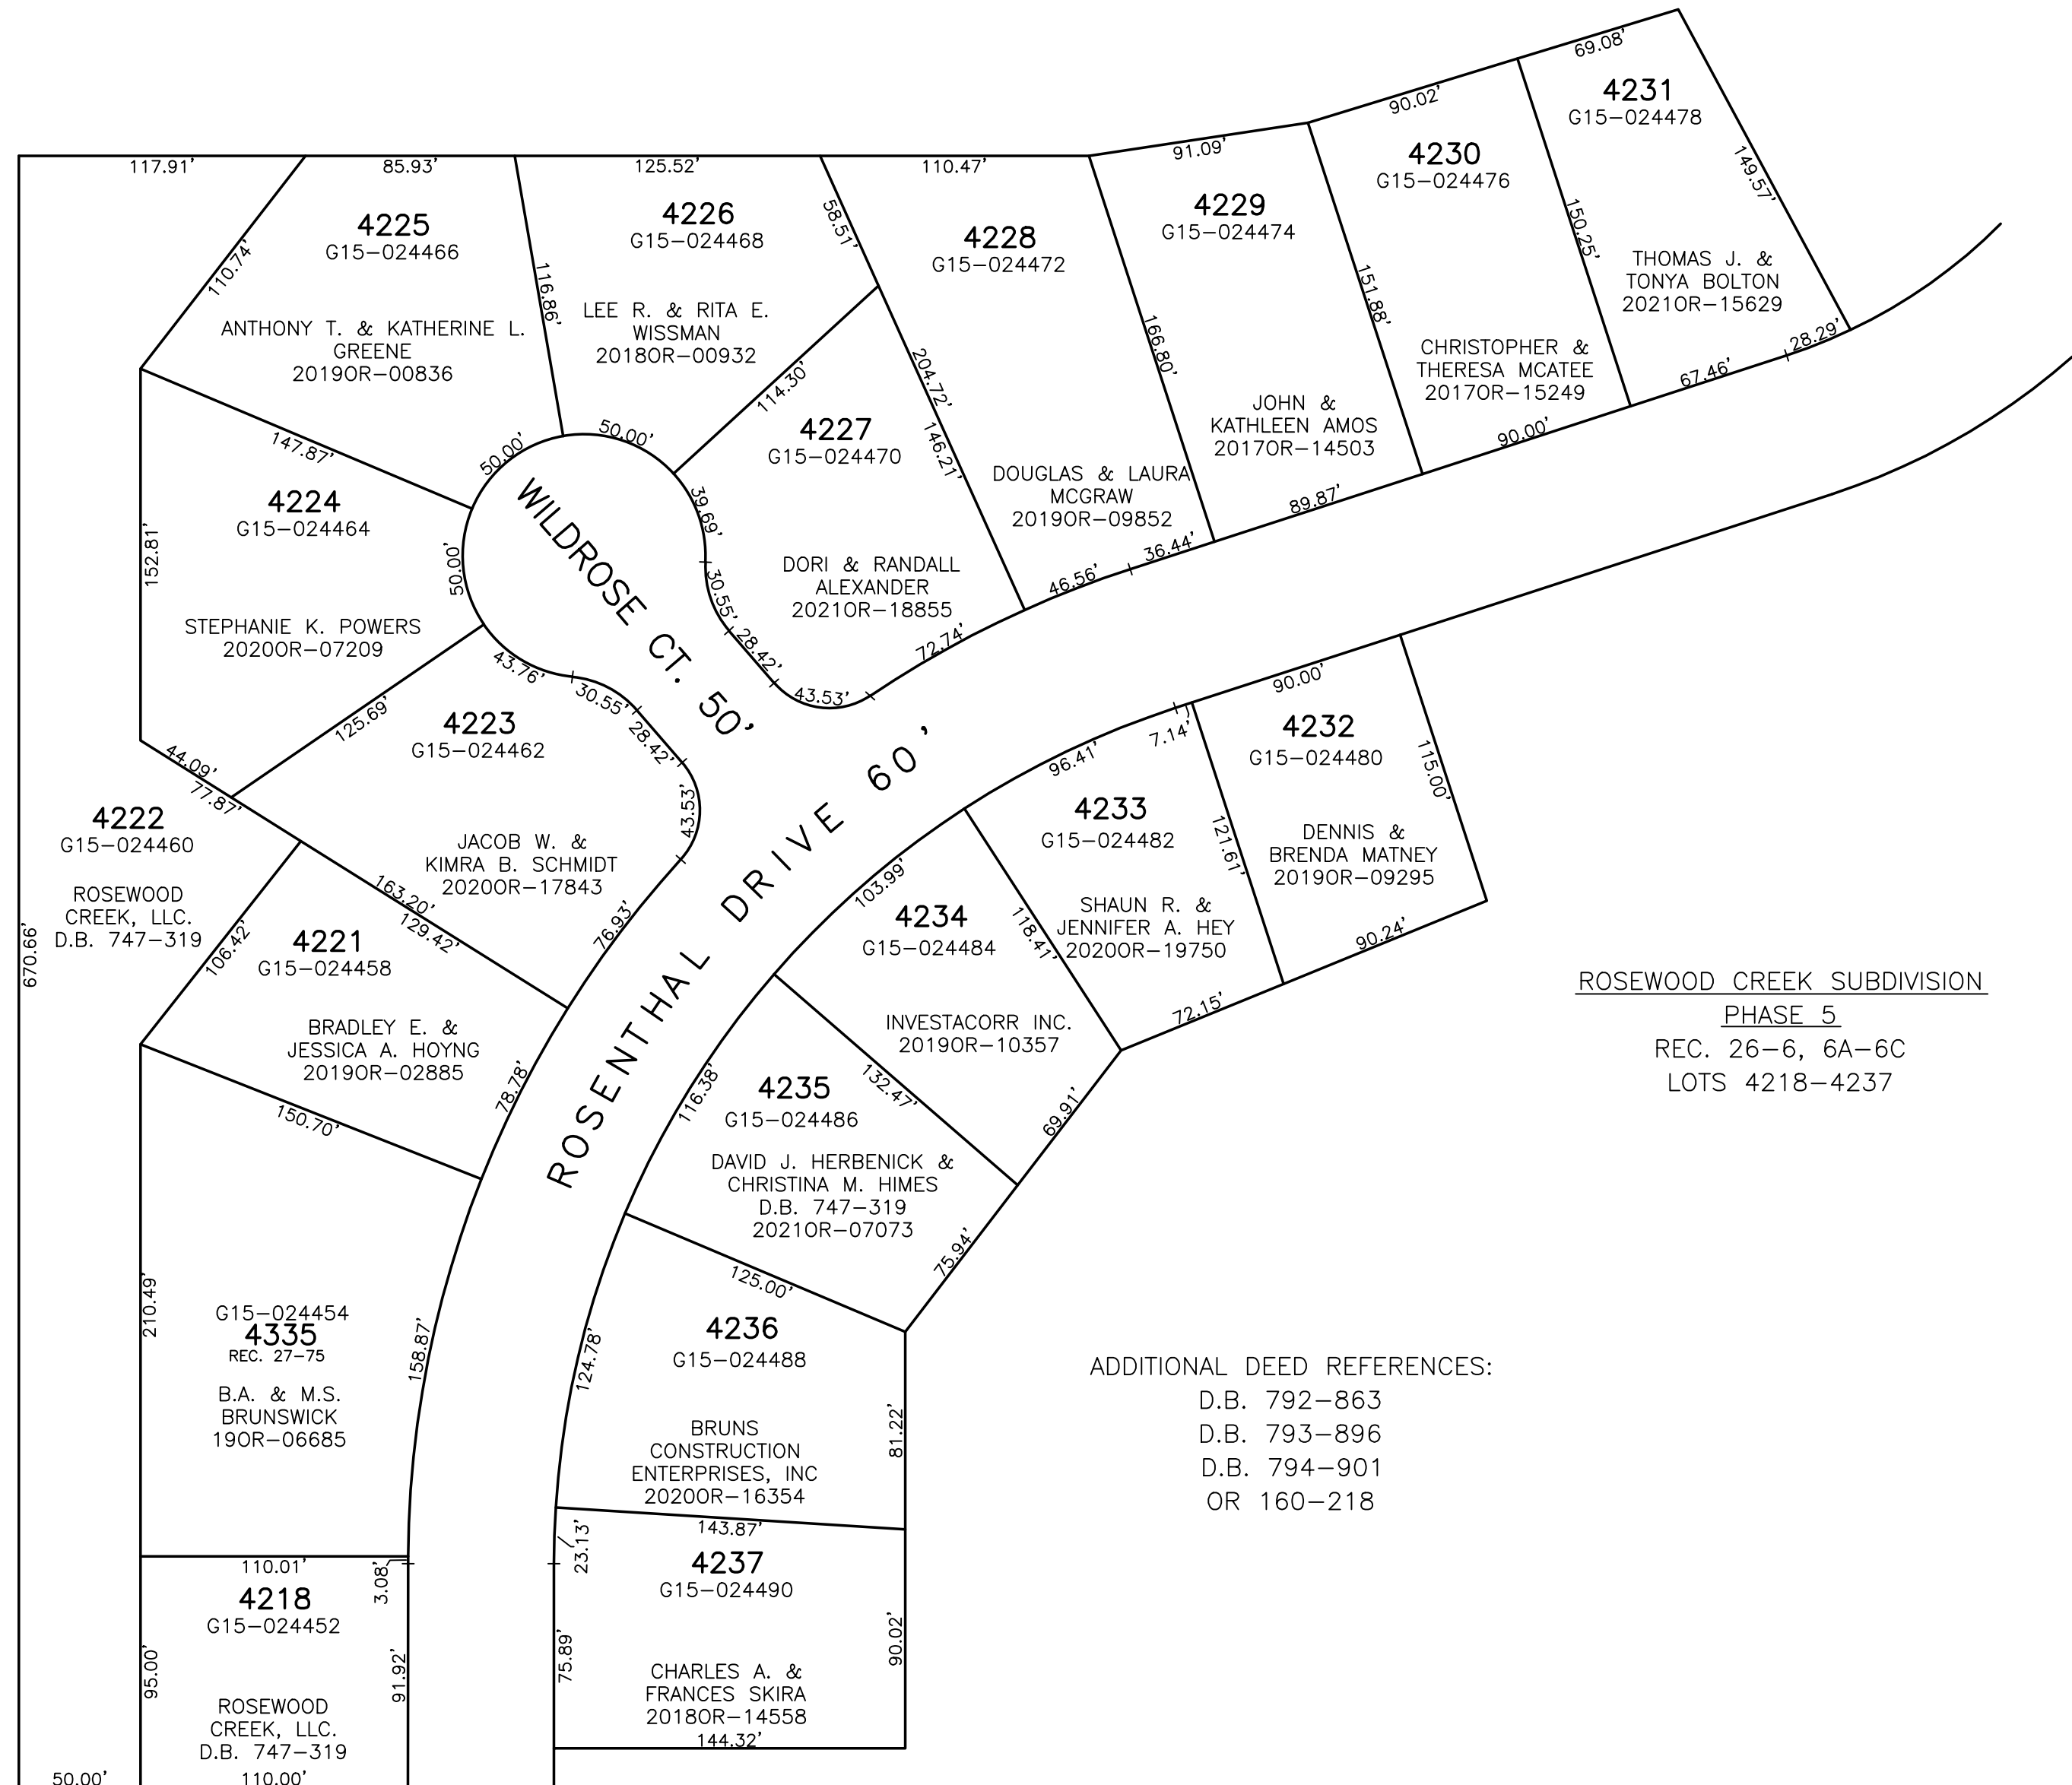 69.08'
4231
G15-024478
90.02'
149.57'
4230
G15-024476
91.09'
117.91'
85.93'
125.52'
110.47'
4229
G15-024474
150.25'
4225
G15-024466
4226
G15-024468
58.51'
4228
G15-024472
THOMAS J. &
TONYA BOLTON
2021OR-15629
110.74'
116.86'
151.88'
28.29'
ANTHONY T. & KATHERINE L.
GREENE
2019OR-00836
LEE R. & RITA E.
WISSMAN
2018OR-00932
166.80'
CHRISTOPHER &
THERESA MCATEE
2017OR-15249
67.46'
114.30'
204.72'
146.21'
JOHN &
KATHLEEN AMOS
2017OR-14503
90.00'
147.87'
50.00'
50.00'
4227
G15-024470
DOUGLAS & LAURA
MCGRAW
2019OR-09852
89.87'
4224
G15-024464
39.69'
WILDROSE CT. 50'
36.44'
152.81'
50.00'
30.55'
DORI & RANDALL
ALEXANDER
2021OR-18855
46.56'
STEPHANIE K. POWERS
2020OR-07209
28.42'
72.74'
43.76'
30.55'
43.53'
90.00'
125.69'
4223
G15-024462
28.42'
7.14'
4232
G15-024480
44.09'
77.87'
96.41'
115.00'
4222
G15-024460
43.53'
4233
G15-024482
121.61'
JACOB W. &
KIMRA B. SCHMIDT
2020OR-17843
DENNIS &
BRENDA MATNEY
2019OR-09295
ROSEWOOD
CREEK, LLC.
D.B. 747-319
163.20'
129.42'
76.93'
ROSENTHAL DRIVE 60'
103.99'
4234
G15-024484
118.41'
SHAUN R. &
JENNIFER A. HEY
2020OR-19750
90.24'
670.66'
106.42'
4221
G15-024458
72.15'
ROSEWOOD CREEK SUBDIVISION
PHASE 5
REC. 26-6, 6A-6C
LOTS 4218-4237
BRADLEY E. &
JESSICA A. HOYNG
2019OR-02885
78.78'
INVESTACORR INC.
2019OR-10357
150.70'
116.38'
4235
G15-024486
132.47'
69.91'
DAVID J. HERBENICK &
CHRISTINA M. HIMES
D.B. 747-319
2021OR-07073
75.94'
125.00'
210.49'
G15-024454
4335
REC. 27-75
158.87'
124.78'
4236
G15-024488
ADDITIONAL DEED REFERENCES:
D.B. 792-863
D.B. 793-896
D.B. 794-901
OR 160-218
B.A. & M.S.
BRUNSWICK
19OR-06685
BRUNS
CONSTRUCTION
ENTERPRISES, INC
2020OR-16354
81.22'
143.87'
110.01'
3.08'
23.13'
4237
G15-024490
4218
G15-024452
95.00'
91.92'
75.89'
90.02'
CHARLES A. &
FRANCES SKIRA
2018OR-14558
ROSEWOOD
CREEK, LLC.
D.B. 747-319
144.32'
50.00'
110.00'